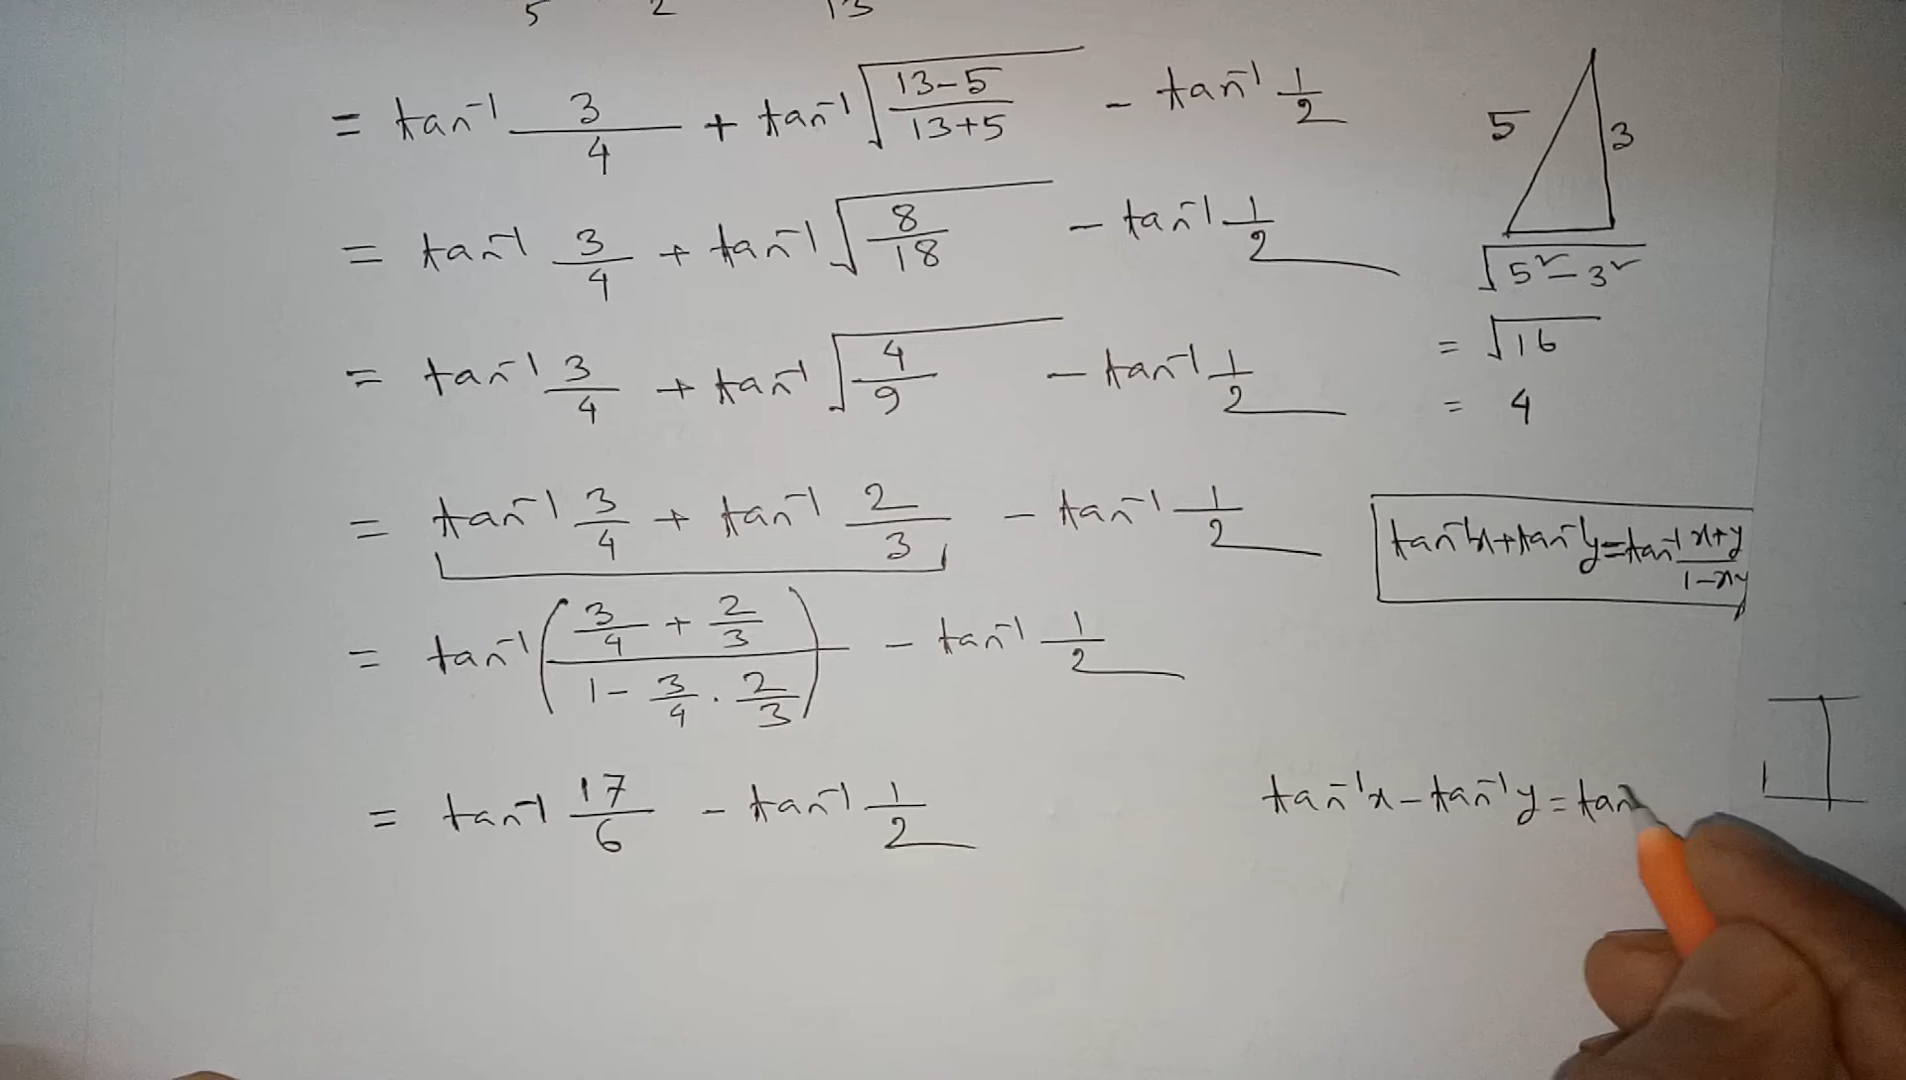 5 2 13
= tan⁻¹ 3/4 + tan⁻¹ √((13-5)/(13+5)) - tan⁻¹ 1/2
= tan⁻¹ 3/4 + tan⁻¹ √(8/18) - tan⁻¹ 1/2
= tan⁻¹ 3/4 + tan⁻¹ √(4/9) - tan⁻¹ 1/2
= tan⁻¹ 3/4 + tan⁻¹ 2/3 - tan⁻¹ 1/2
= tan⁻¹ ((3/4 + 2/3)/(1 - 3/4 . 2/3)) - tan⁻¹ 1/2
= tan⁻¹ 17/6 - tan⁻¹ 1/2
5 3
√(5² - 3²)
= √16
= 4
tan⁻¹x + tan⁻¹y = tan⁻¹ (x+y)/(1-xy)
tan⁻¹x - tan⁻¹y = tan